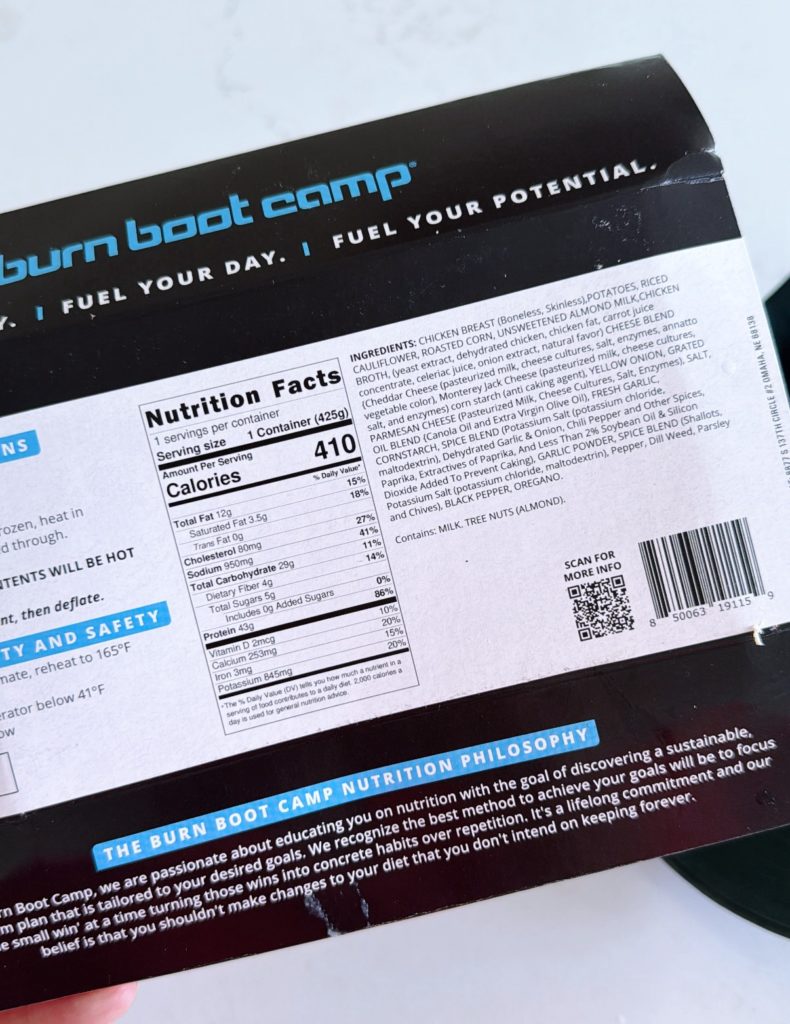 burn boot camp
Y. | FUEL YOUR DAY. | FUEL YOUR POTENTIAL.
NS
rozen, heat in
d through.
NTENTS WILL BE HOT
nt, then deflate.
TY AND SAFETY
nate, reheat to 165°F
erator below 41°F
ow
Nutrition Facts
1 servings per container
Serving size 1 Container (425g)
Amount Per Serving
Calories 410
% Daily Value*
Total Fat 12g 15%
Saturated Fat 3.5g 18%
Trans Fat 0g
Cholesterol 80mg 27%
Sodium 950mg 41%
Total Carbohydrate 29g 11%
Dietary Fiber 4g 14%
Total Sugars 5g
Includes 0g Added Sugars 0%
Protein 43g 86%
Vitamin D 2mcg 10%
Calcium 253mg 20%
Iron 3mg 15%
Potassium 845mg 20%
*The % Daily Value (DV) tells you how much a nutrient in a
serving of food contributes to a daily diet. 2,000 calories a
day is used for general nutrition advice.
INGREDIENTS: CHICKEN BREAST (Boneless, Skinless),POTATOES, RICED
CAULIFLOWER, ROASTED CORN, UNSWEETENED ALMOND MILK,CHICKEN
BROTH, (yeast extract, dehydrated chicken, chicken fat, carrot juice
concentrate, celeriac juice, onion extract, natural favor) CHEESE BLEND
(Cheddar Cheese (pasteurized milk, cheese cultures, salt, enzymes, annatto
vegetable color), Monterey Jack Cheese (pasteurized milk, cheese cultures,
salt, and enzymes) corn starch (anti caking agent), YELLOW ONION, GRATED
PARMESAN CHEESE (Pasteurized Milk, Cheese Cultures, Salt, Enzymes), SALT,
OIL BLEND (Canola Oil and Extra Virgin Olive Oil), FRESH GARLIC,
CORNSTARCH, SPICE BLEND (Potassium Salt (potassium chloride,
maltodextrin), Dehydrated Garlic & Onion, Chili Pepper and Other Spices,
Paprika, Extractives of Paprika, And Less Than 2% Soybean Oil & Silicon
Dioxide Added To Prevent Caking), GARLIC POWDER, SPICE BLEND (Shallots,
Potassium Salt (potassium chloride, maltodextrin), Pepper, Dill Weed, Parsley
and Chives), BLACK PEPPER, OREGANO.
Contains: MILK, TREE NUTS (ALMOND).
SCAN FOR
MORE INFO
8 50063 19115 9
8877 S 137TH CIRCLE #2 OMAHA, NE 68138
THE BURN BOOT CAMP NUTRITION PHILOSOPHY
rn Boot Camp, we are passionate about educating you on nutrition with the goal of discovering a sustainable,
m plan that is tailored to your desired goals. We recognize the best method to achieve your goals will be to focus
e small win' at a time turning those wins into concrete habits over repetition. It's a lifelong commitment and our
belief is that you shouldn't make changes to your diet that you don't intend on keeping forever.